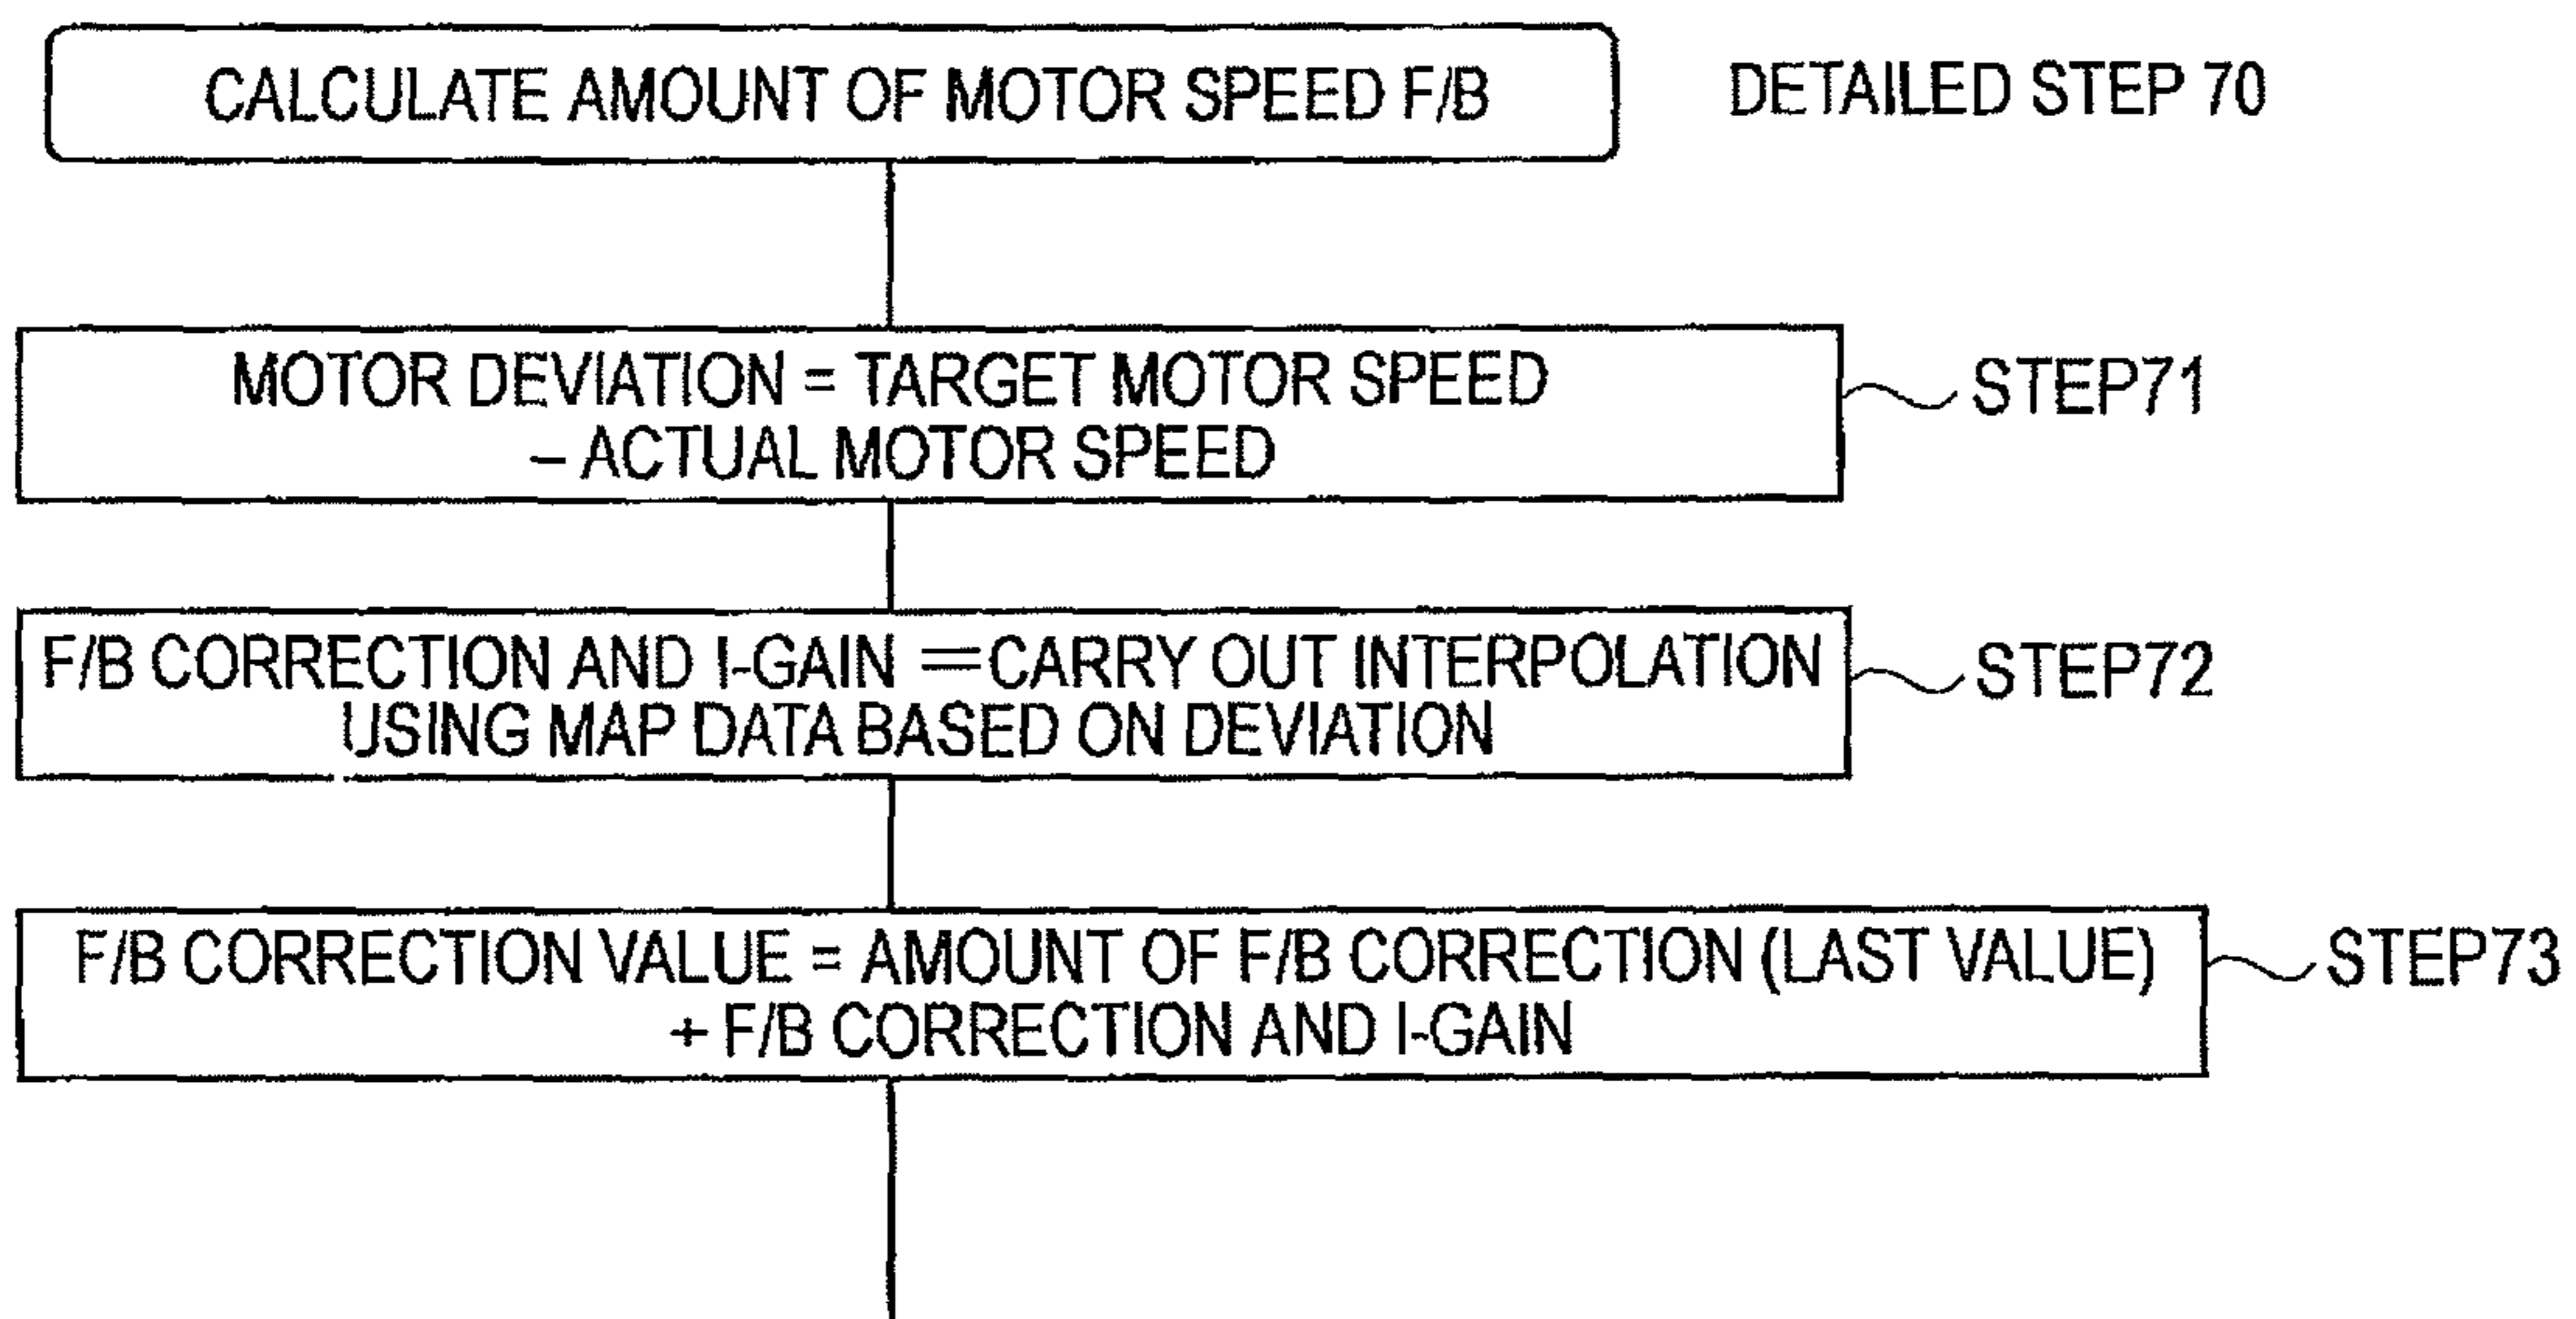 CALCULATE AMOUNT OF MOTOR SPEED F/B
DETAILED STEP 70
MOTOR DEVIATION = TARGET MOTOR SPEED
– ACTUAL MOTOR SPEED
STEP71
F/B CORRECTION AND I-GAIN = CARRY OUT INTERPOLATION
USING MAP DATA BASED ON DEVIATION
STEP72
F/B CORRECTION VALUE = AMOUNT OF F/B CORRECTION (LAST VALUE)
+ F/B CORRECTION AND I-GAIN
STEP73